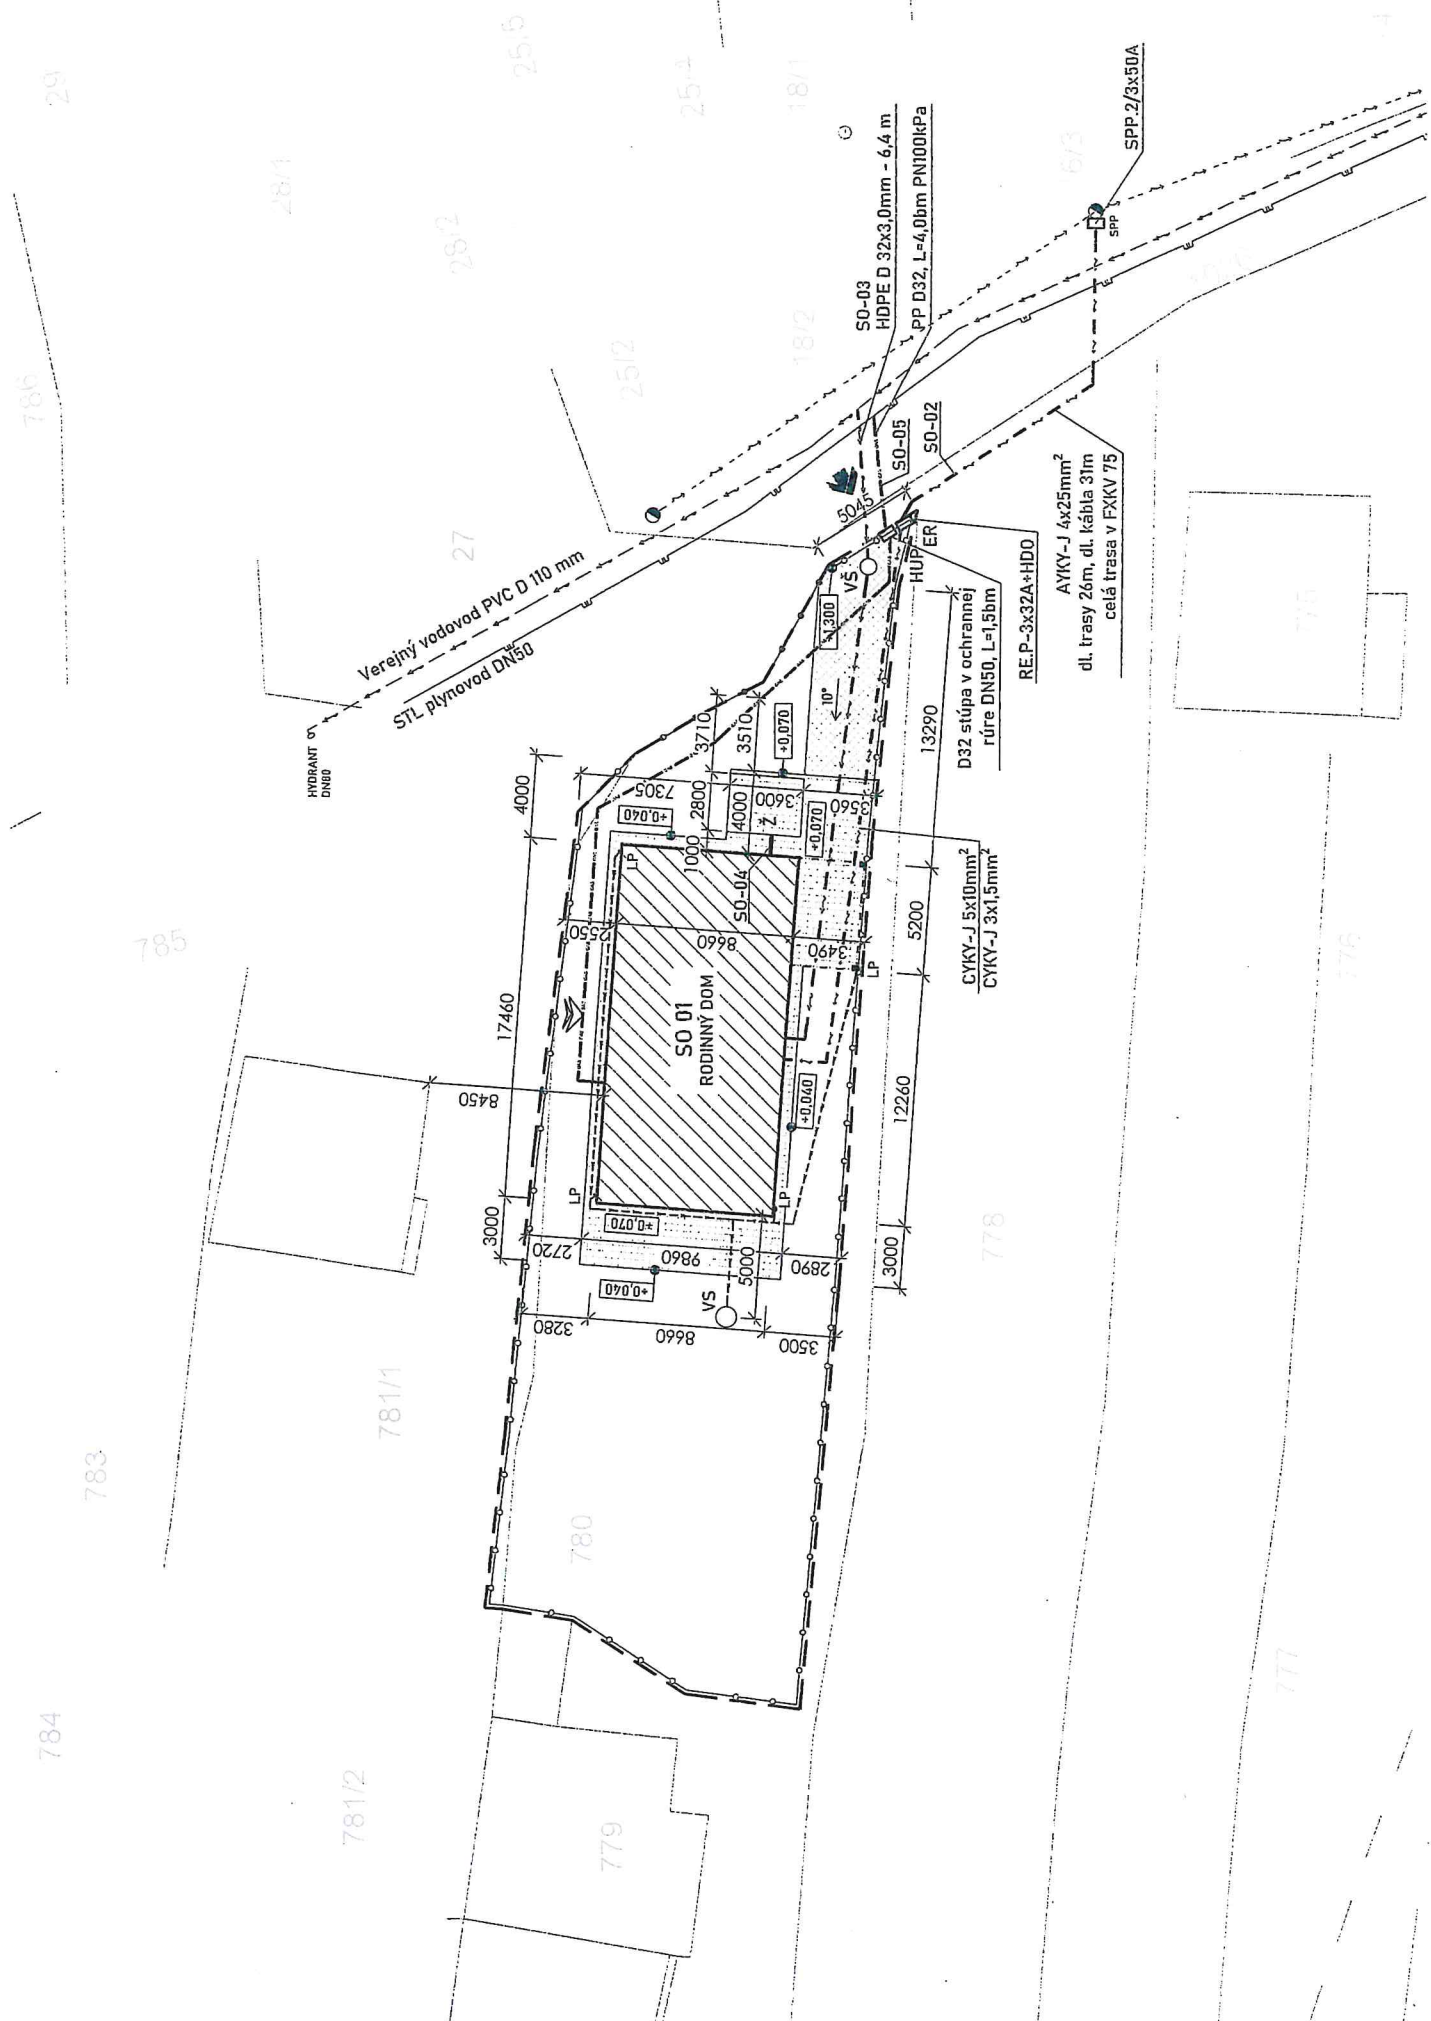 29
25/5
25/4
18/1
28/1
28/2
786
25/2
18/2
6/3
27
785
783
784
781/1
781/2
780
779
778
777
776
775
SPP.2/3x50A
SPP
SO-03
HDPE D 32x3,0mm - 6,4 m
PP D32, L=4,0bm PN100kPa
SO-05
SO-02
5045
Verejný vodovod PVC D 110 mm
STL plynovod DN50
HYDRANT
DN80
AYKY-J 4x25mm²
dl. trasy 26m, dl. kábla 31m
celá trasa v FXKV 75
RE.P-3x32A+HDO
D32 stúpa v ochrannej
rúre DN50, L=1,5bm
CYKY-J 5x10mm²
CYKY-J 3x1,5mm²
HUP
ER
VŠ
±1,300
10°
13290
4000
7305
2800
3710
3510
4000
3600
3560
1000
+0,070
+0,040
+0,070
Ž
LP
SO-04
2550
8660
3490
5200
LP
SO 01
RODINNÝ DOM
17460
8450
12260
+0,040
LP
LP
3000
2720
9860
5000
2890
3000
+0,070
+0,040
VS
3280
8660
3500